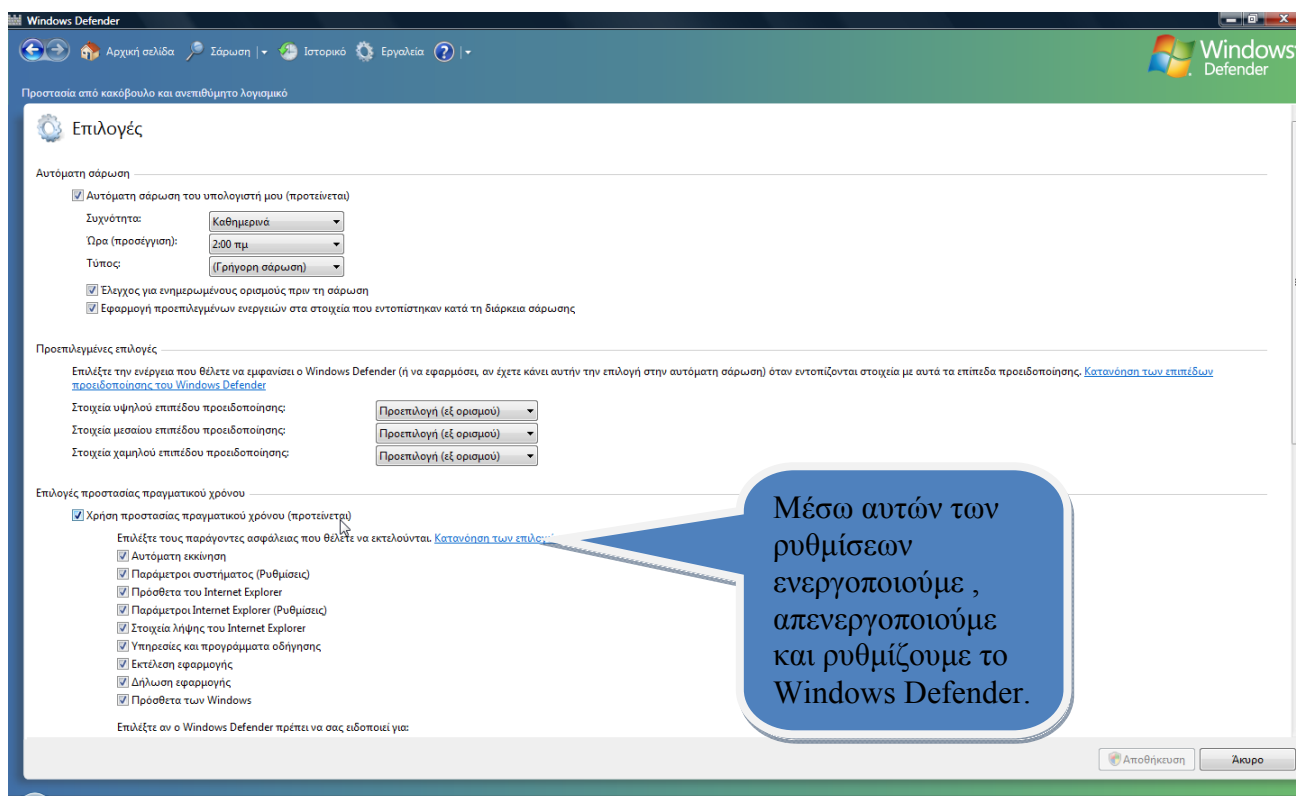 Windows Defender
Αρχική σελίδα Σάρωση Ιστορικό Εργαλεία
Windows
Defender
Προστασία από κακόβουλο και ανεπιθύμητο λογισμικό
Επιλογές
Αυτόματη σάρωση
Αυτόματη σάρωση του υπολογιστή μου (προτείνεται)
Συχνότητα: Καθημερινά
Ώρα (προσέγγιση): 2:00 πμ
Τύπος: (Γρήγορη σάρωση)
Έλεγχος για ενημερωμένους ορισμούς πριν τη σάρωση
Εφαρμογή προεπιλεγμένων ενεργειών στα στοιχεία που εντοπίστηκαν κατά τη διάρκεια σάρωσης
Προεπιλεγμένες επιλογές
Επιλέξτε την ενέργεια που θέλετε να εμφανίσει ο Windows Defender (ή να εφαρμόσει, αν έχετε κάνει αυτήν την επιλογή στην αυτόματη σάρωση) όταν εντοπίζονται στοιχεία με αυτά τα επίπεδα προειδοποίησης. Κατανόηση των επιπέδων
προειδοποίησης του Windows Defender
Στοιχεία υψηλού επιπέδου προειδοποίησης: Προεπιλογή (εξ ορισμού)
Στοιχεία μεσαίου επιπέδου προειδοποίησης: Προεπιλογή (εξ ορισμού)
Στοιχεία χαμηλού επιπέδου προειδοποίησης: Προεπιλογή (εξ ορισμού)
Επιλογές προστασίας πραγματικού χρόνου
Χρήση προστασίας πραγματικού χρόνου (προτείνεται)
Επιλέξτε τους παράγοντες ασφάλειας που θέλετε να εκτελούνται. Κατανόηση των
Αυτόματη εκκίνηση
Παράμετροι συστήματος (Ρυθμίσεις)
Πρόσθετα του Internet Explorer
Παράμετροι Internet Explorer (Ρυθμίσεις)
Στοιχεία λήψης του Internet Explorer
Υπηρεσίες και προγράμματα οδήγησης
Εκτέλεση εφαρμογής
Δήλωση εφαρμογής
Πρόσθετα των Windows
Επιλέξτε αν ο Windows Defender πρέπει να σας ειδοποιεί για:
Μέσω αυτών των
ρυθμίσεων
ενεργοποιούμε ,
απενεργοποιούμε
και ρυθμίζουμε το
Windows Defender.
Αποθήκευση Άκυρο